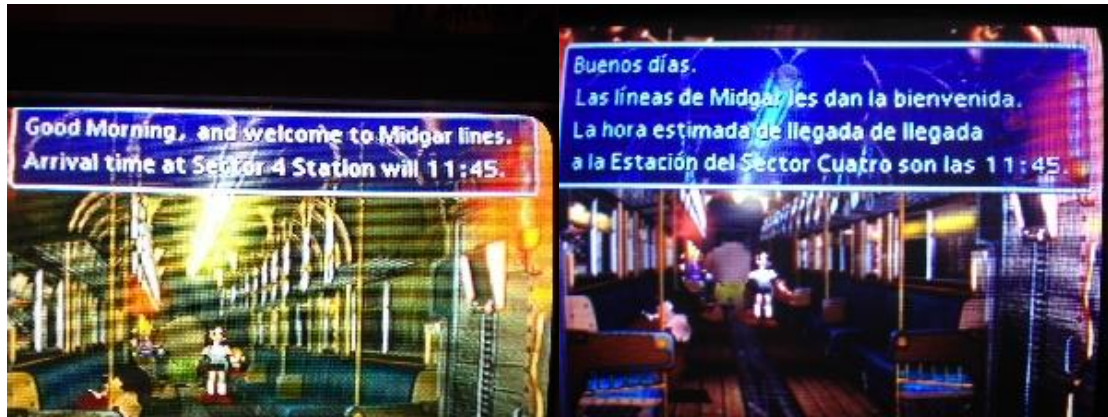 Good Morning, and welcome to Midgar lines.
Arrival time at Sector 4 Station will 11:45.
Buenos días.
Las líneas de Midgar les dan la bienvenida.
La hora estimada de llegada de llegada
a la Estación del Sector Cuatro son las 11:45.